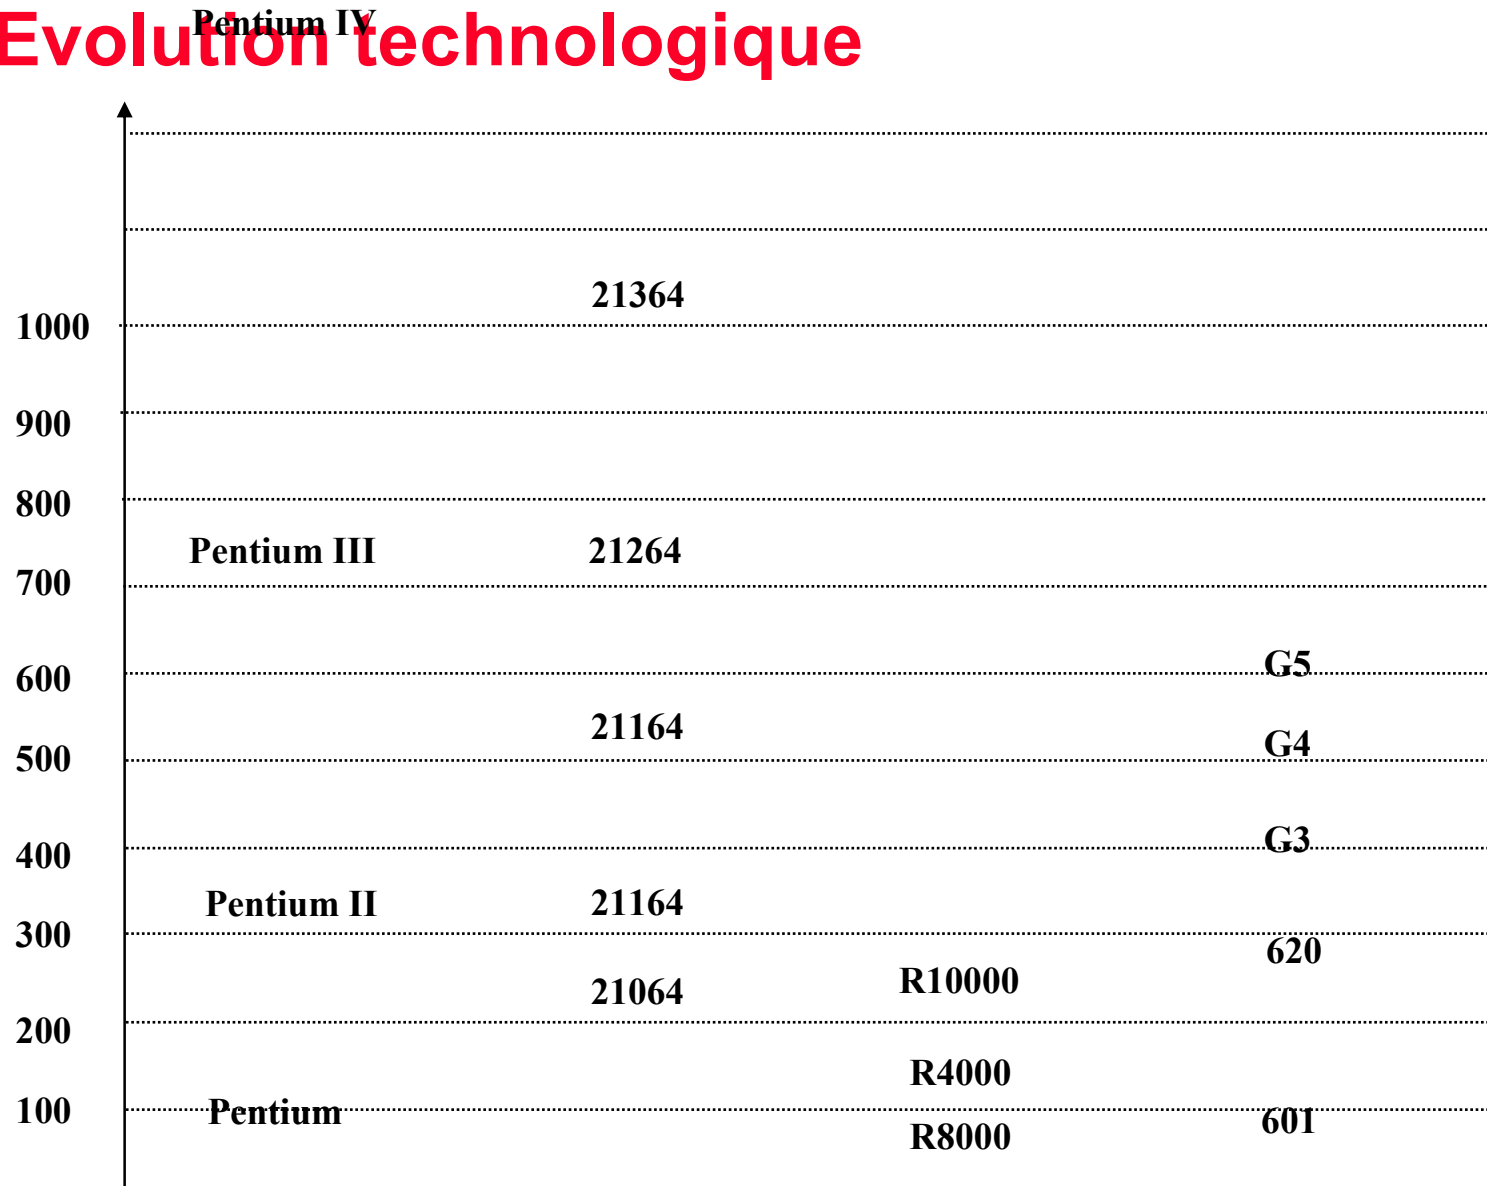 Pentium IV
Evolution technologique
21364
1000
900
800
Pentium III 21264
700
G5
600
21164
G4
500
G3
400
Pentium II 21164
300
620
R10000
21064
200
R4000
100 Pentium 601
R8000